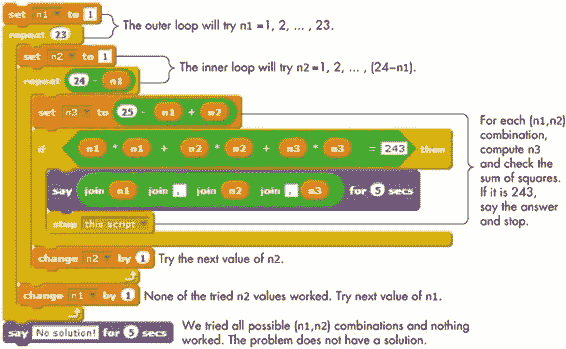 set n1 to 1
The outer loop will try n1 =1, 2, ... , 23.
repeat 23
set n2 to 1
The inner loop will try n2=1, 2, ... , (24–n1).
repeat 24 - n1
set n3 to 25 - n1 + n2
For each (n1,n2)
combination,
compute n3
and check the
sum of squares.
If it is 243,
say the answer
and stop.
if n1 * n1 + n2 * n2 + n3 * n3 = 243 then
say join n1 join , join n2 join , n3 for 5 secs
stop this script
change n2 by 1 Try the next value of n2.
change n1 by 1 None of the tried n2 values worked. Try next value of n1.
say No solution! for 5 secs
We tried all possible (n1,n2) combinations and nothing
worked. The problem does not have a solution.